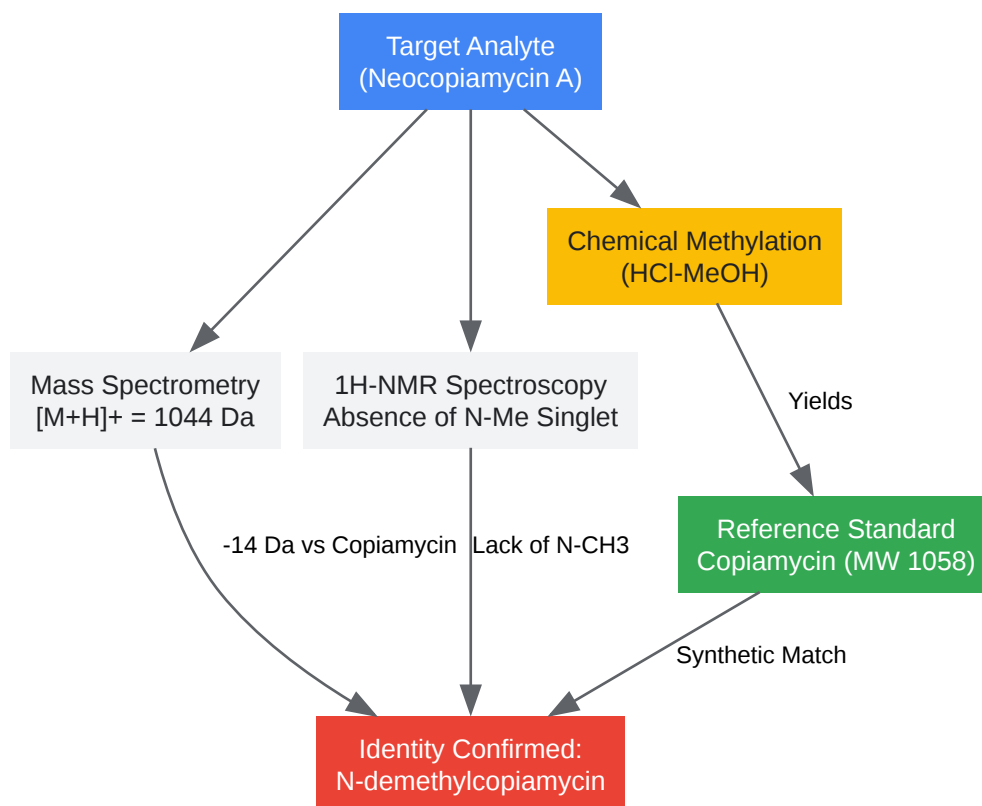 Target Analyte
(Neocopiamycin A)
Chemical Methylation
(HCl-MeOH)
Mass Spectrometry
[M+H]+ = 1044 Da
1H-NMR Spectroscopy
Absence of N-Me Singlet
Yields
Reference Standard
Copiamycin (MW 1058)
-14 Da vs Copiamycin
Lack of N-CH3
Synthetic Match
Identity Confirmed:
N-demethylcopiamycin